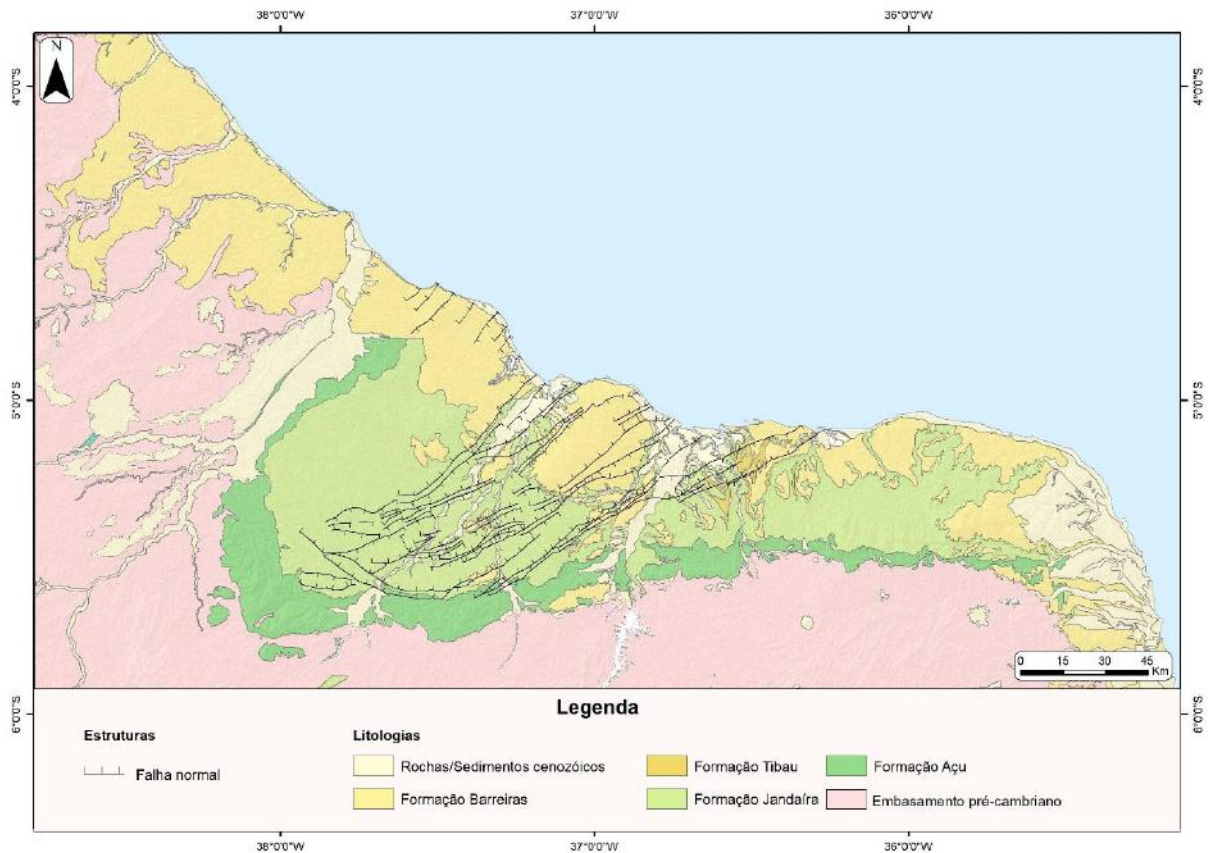 38°0'0"W 37°0'0"W 36°0'0"W
N
4°0'0"S 4°0'0"S
5°0'0"S 5°0'0"S
0 15 30 45
Km
6°0'0"S 6°0'0"S
Legenda
Estruturas
Falha normal
Litologias
Rochas/Sedimentos cenozóicos
Formação Barreiras
Formação Tibau
Formação Jandaíra
Formação Açu
Embasamento pré-cambriano
38°0'0"W 37°0'0"W 36°0'0"W